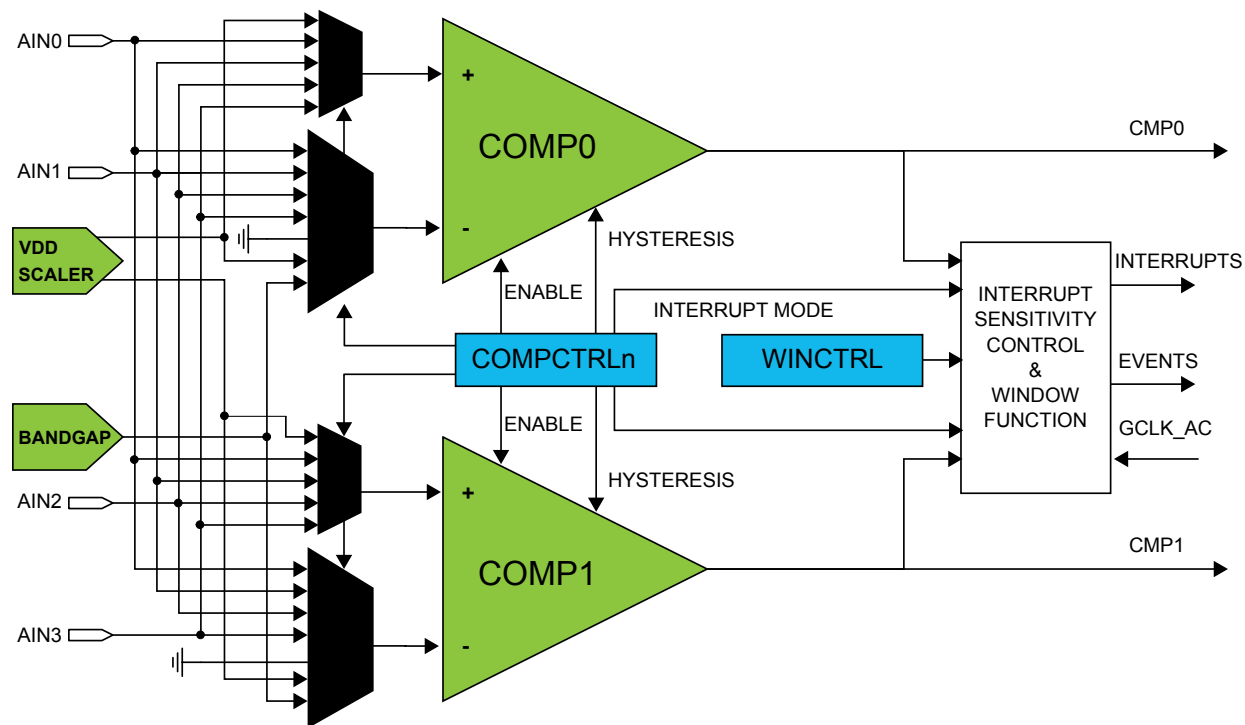 AIN0
+
COMP0
CMP0
AIN1
-
VDD
SCALER
HYSTERESIS
ENABLE
INTERRUPT MODE
INTERRUPTS
INTERRUPT
SENSITIVITY
CONTROL
&
WINDOW
FUNCTION
COMPCTRLn
WINCTRL
EVENTS
BANDGAP
ENABLE
GCLK_AC
HYSTERESIS
AIN2
+
COMP1
CMP1
AIN3
-